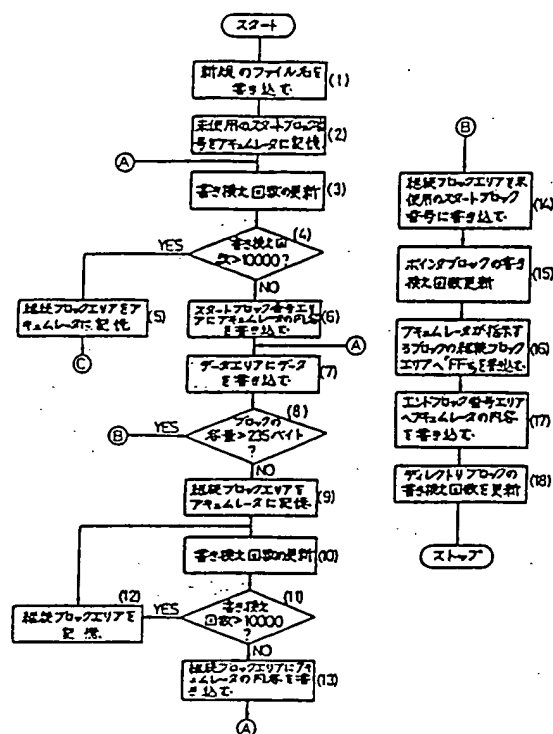 スタート
新規のファイル名を
書き込む
(1)
未使用のスタートブロック番
号をアキュムレータに記憶
(2)
A
書き換え回数の更新
(3)
(4)
YES
書き換え回
数>10000?
NO
継続ブロックエリアをア
キュムレータに記憶
(5)
C
スタートブロック番号エリ
アにアキュムレータの内容
を書き込む
(6)
A
データエリアにデータ
を書き込む
(7)
(8)
YES
B
ブロックの
容量>235バイト
?
NO
継続ブロックエリアを
アキュムレータに記憶.
(9)
書き換え回数の更新
(10)
(11)
(12)
YES
書き換え
回数>10000
?
継続ブロックエリアを
記憶.
NO
継続ブロックエリアにアキ
ュムレータの内容を書
き込む
(13)
A
B
継続ブロックエリアを未
使用のスタートブロック
番号に書き込む
(14)
ポインタブロックの書き
換え回数更新
(15)
アキュムレータが指示す
るブロックの継続ブロック
エリアへ"FF"を書き込む
(16)
エンドブロック番号エリア
へアキュムレータの内容
を書き込む
(17)
ディレクトリブロックの
書き換え回数を更新
(18)
ストップ